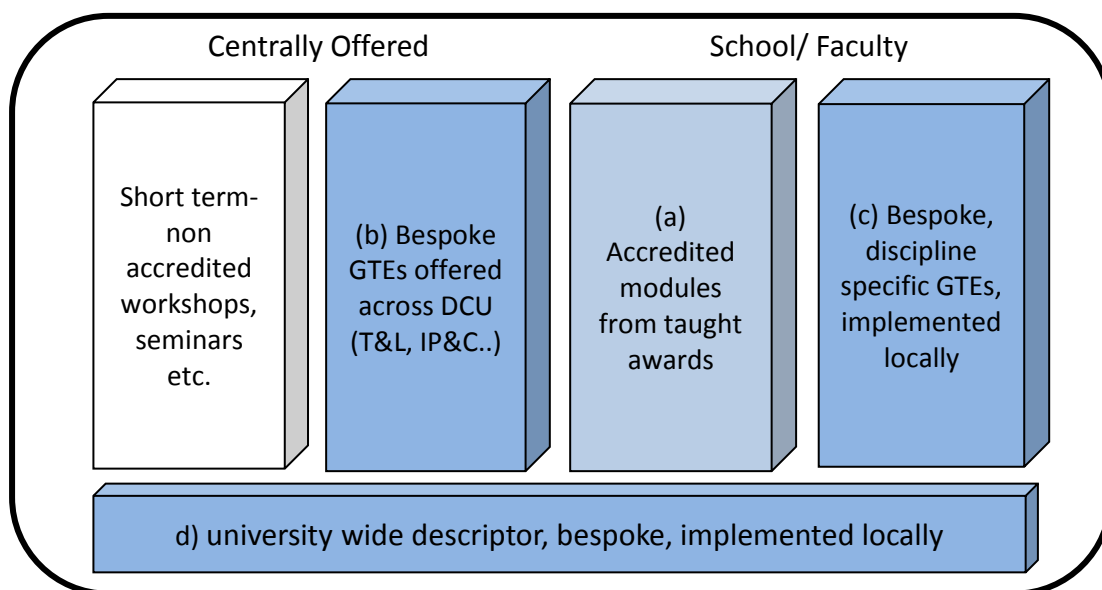 Centrally Offered
School/ Faculty
Short term-
non
accredited
workshops,
seminars
etc.
(b) Bespoke
GTEs offered
across DCU
(T&L, IP&C..)
(a)
Accredited
modules
from taught
awards
(c) Bespoke,
discipline
specific GTEs,
implemented
locally
d) university wide descriptor, bespoke, implemented locally